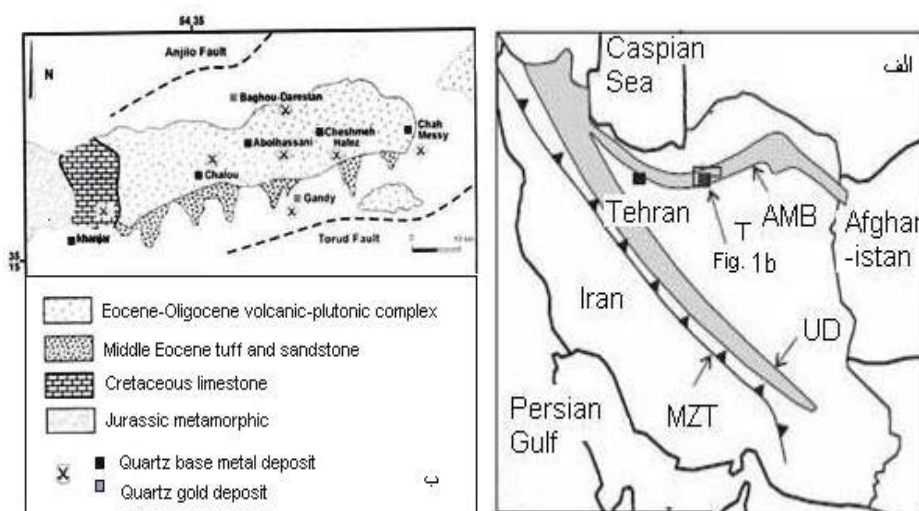 54,35
Anjilo Fault
N
Baghou-Darestan
Cheshmeh
Hafez
Chah
Messy
Abolhassani
Chalou
Gandy
khanjar
Torud Fault
35
15
Eocene-Oligocene volcanic-plutonic complex
Middle Eocene tuff and sandstone
Cretaceous limestone
Jurassic metamorphic
Quartz base metal deposit
Quartz gold deposit
ب
Caspian
Sea
الف
Tehran
T
AMB
Fig. 1b
Afghan
-istan
Iran
UD
MZT
Persian
Gulf